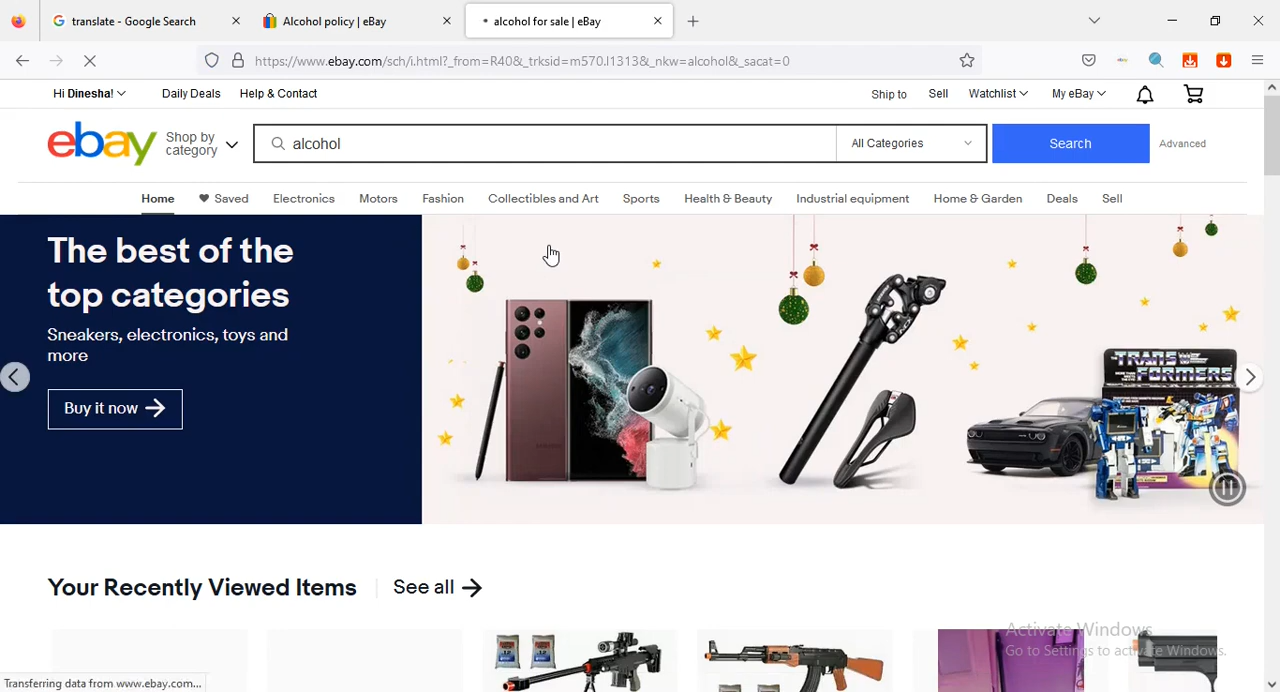 translate - Google Search
Alcohol policy | eBay
alcohol for sale | eBay
https://www.ebay.com/sch/i.html?_from=R40&_trksid=m570.l1313&_nkw=alcohol&_sacat=0
Hi Dinesha!
Daily Deals
Help & Contact
Ship to
Sell
Watchlist
My eBay
ebay
Shop by
category
alcohol
All Categories
Search
Advanced
Home
Saved
Electronics
Motors
Fashion
Collectibles and Art
Sports
Health & Beauty
Industrial equipment
Home & Garden
Deals
Sell
The best of the
top categories
Sneakers, electronics, toys and
more
Buy it now
TRANSFORMERS
Your Recently Viewed Items
See all
Activate Windows
Go to Settings to activate Windows.
Transferring data from www.ebay.com...